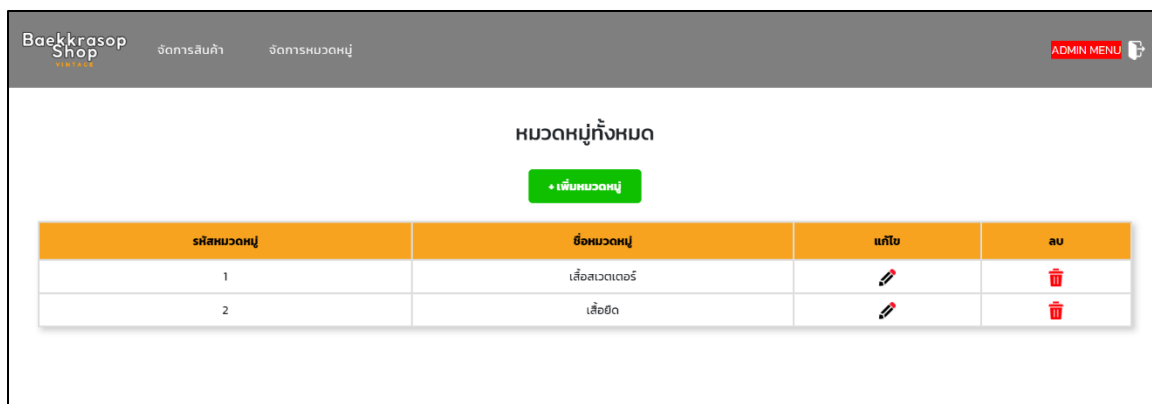 Baekkrasop
Shop
VINTAGE
จัดการสินค้า
จัดการหมวดหมู่
ADMIN MENU
หมวดหมู่ทั้งหมด
+ เพิ่มหมวดหมู่
รหัสหมวดหมู่ ชื่อหมวดหมู่ แก้ไข ลบ
1 เสื้อสเวตเตอร์
2 เสื้อยืด